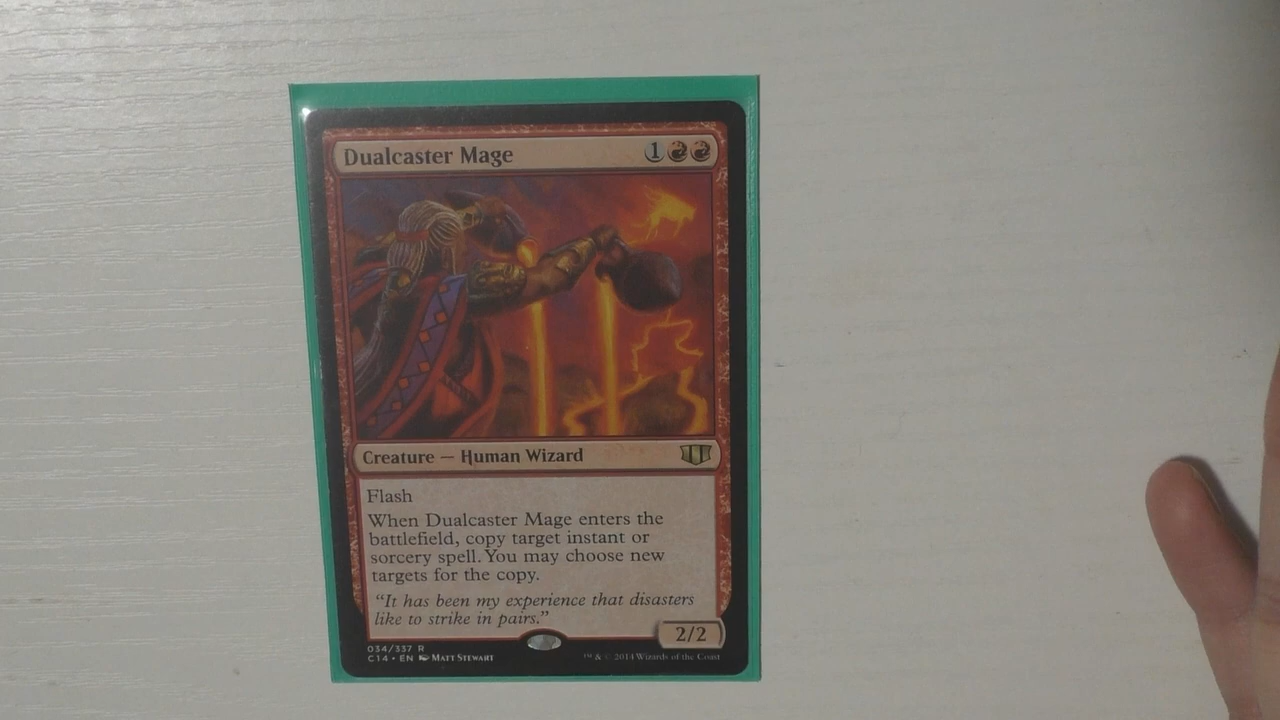 Dualcaster Mage 1
Creature — Human Wizard
Flash
When Dualcaster Mage enters the
battlefield, copy target instant or
sorcery spell. You may choose new
targets for the copy.
“It has been my experience that disasters
like to strike in pairs.”
2/2
034/337 R
C14 • EN Matt Stewart
™ & © 2014 Wizards of the Coast